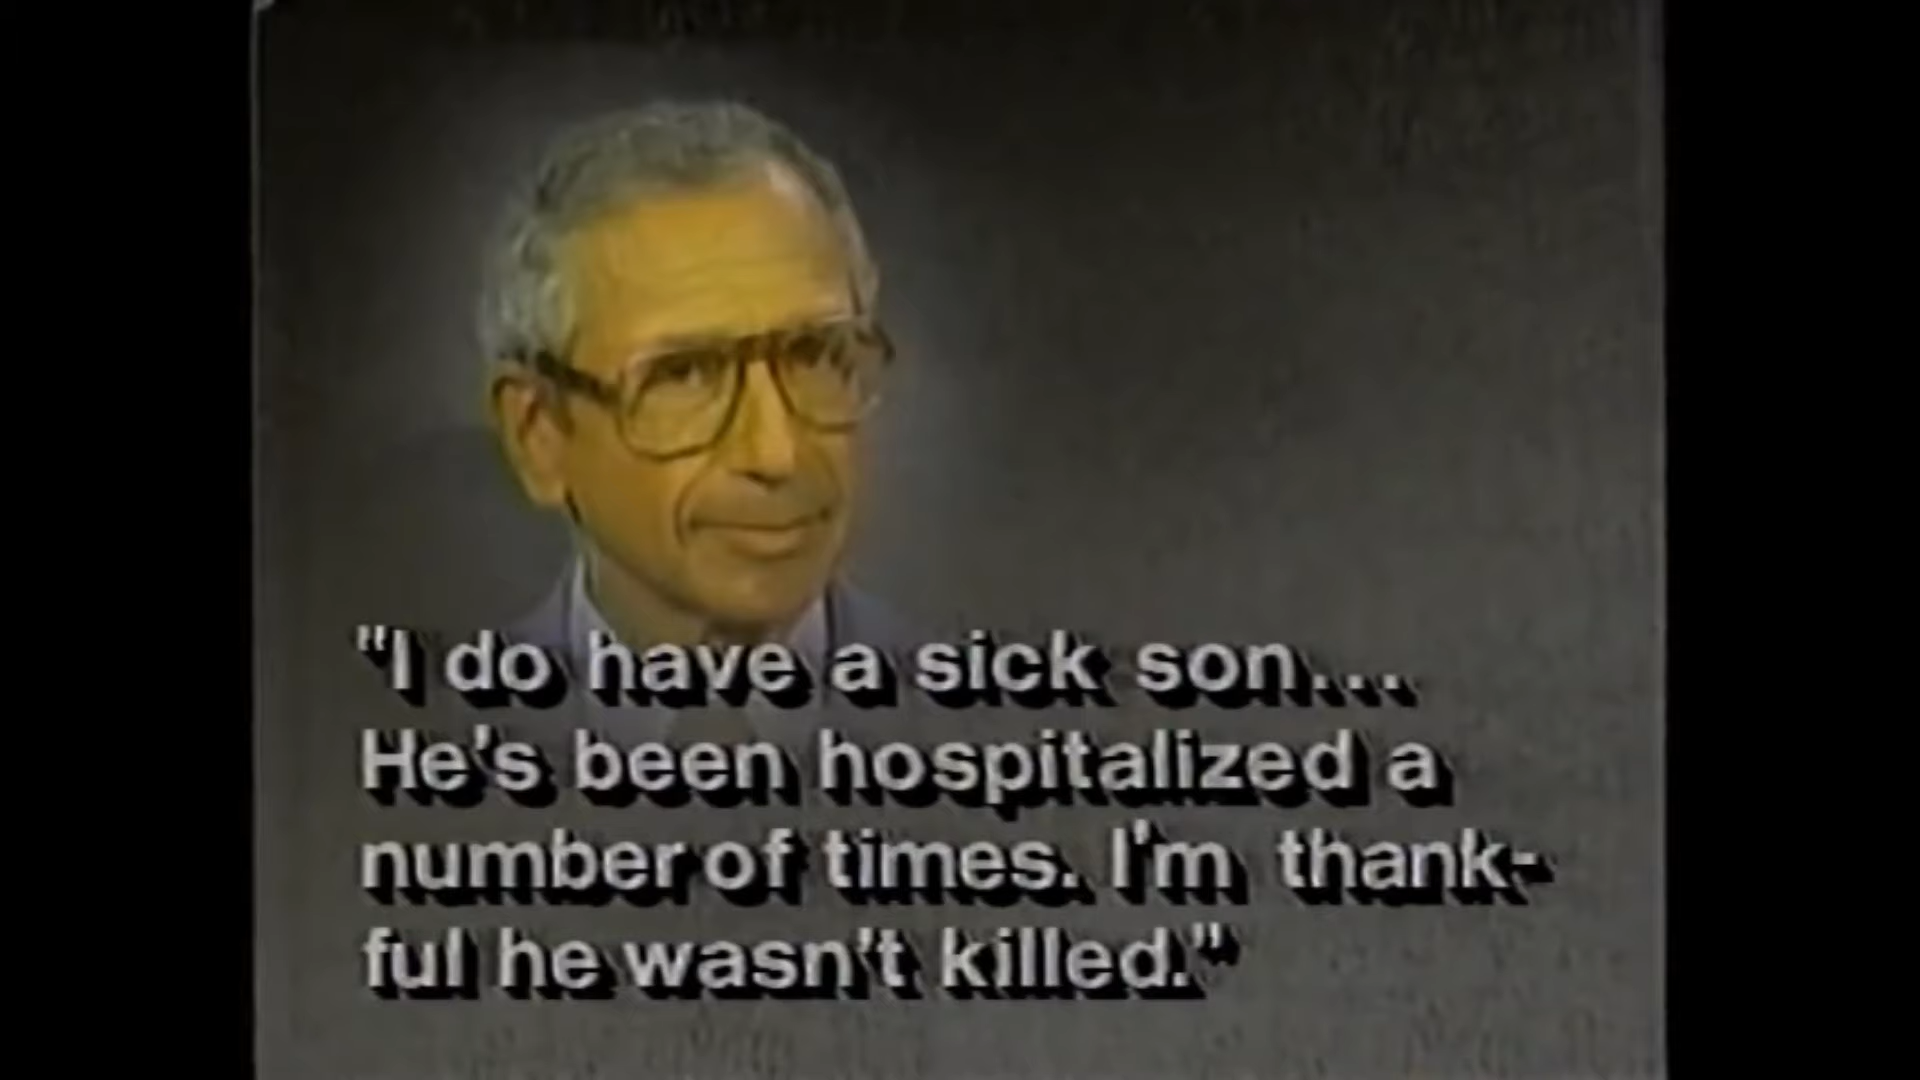 "I do have a sick son...
He's been hospitalized a
number of times. I'm thank-
ful he wasn't killed."